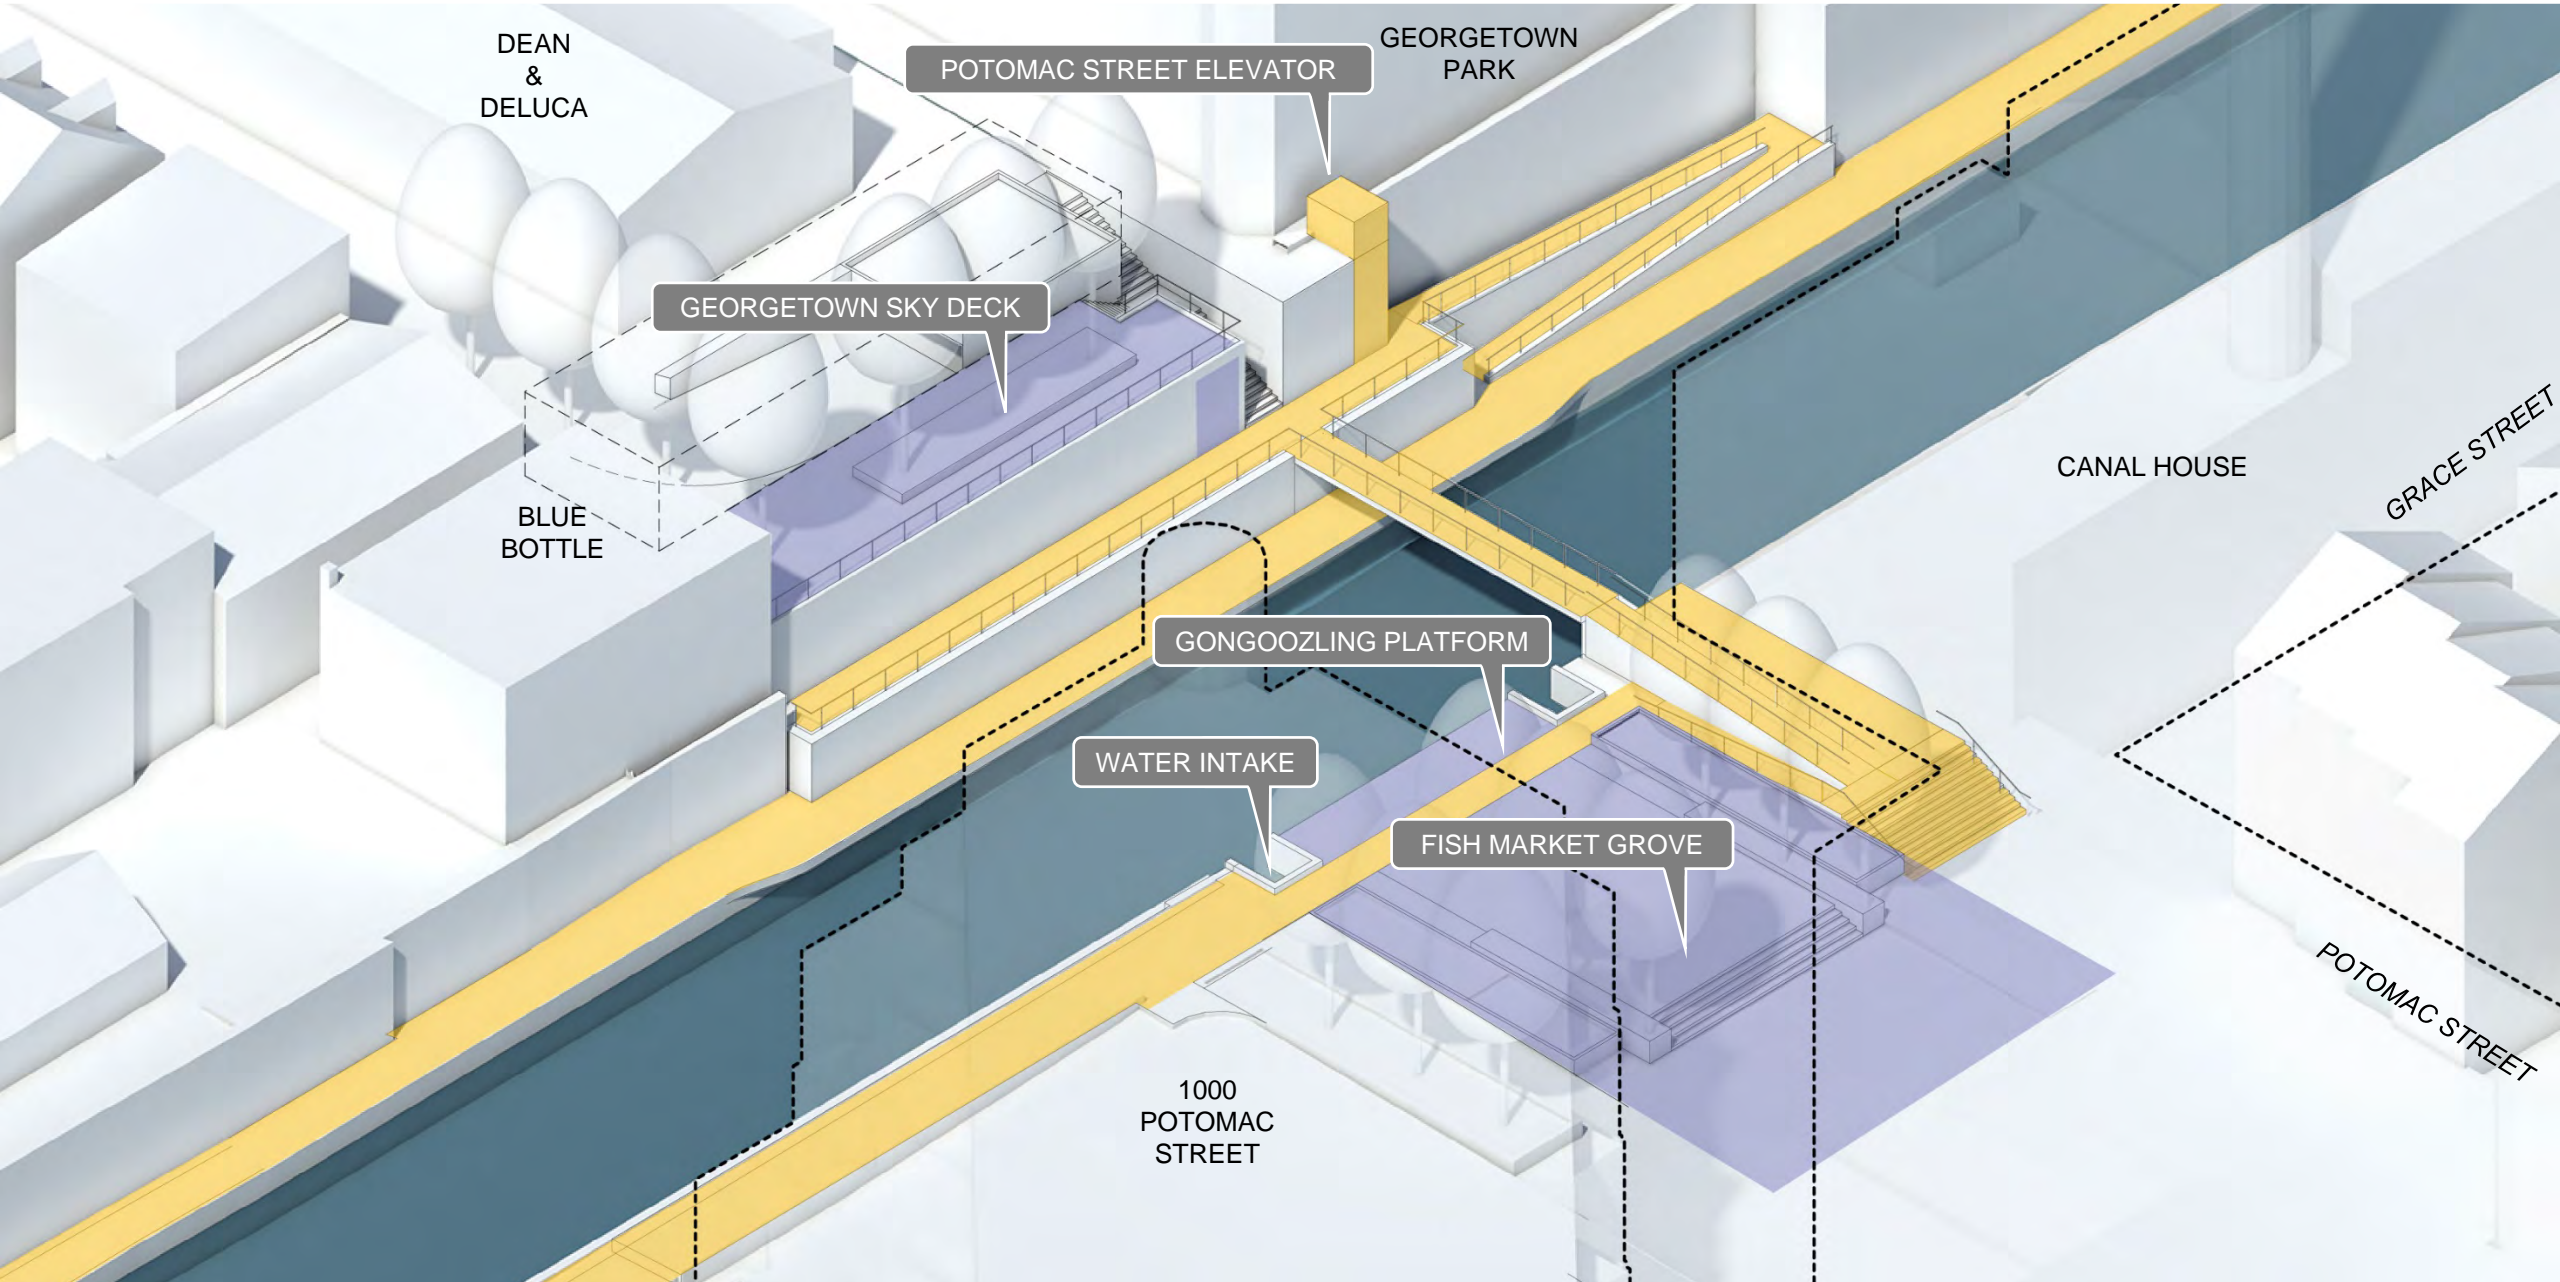 DEAN
&
DELUCA
POTOMAC STREET ELEVATOR
GEORGETOWN
PARK
GEORGETOWN SKY DECK
BLUE
BOTTLE
CANAL HOUSE
GRACE STREET
GONGOOZLING PLATFORM
WATER INTAKE
FISH MARKET GROVE
POTOMAC STREET
1000
POTOMAC
STREET